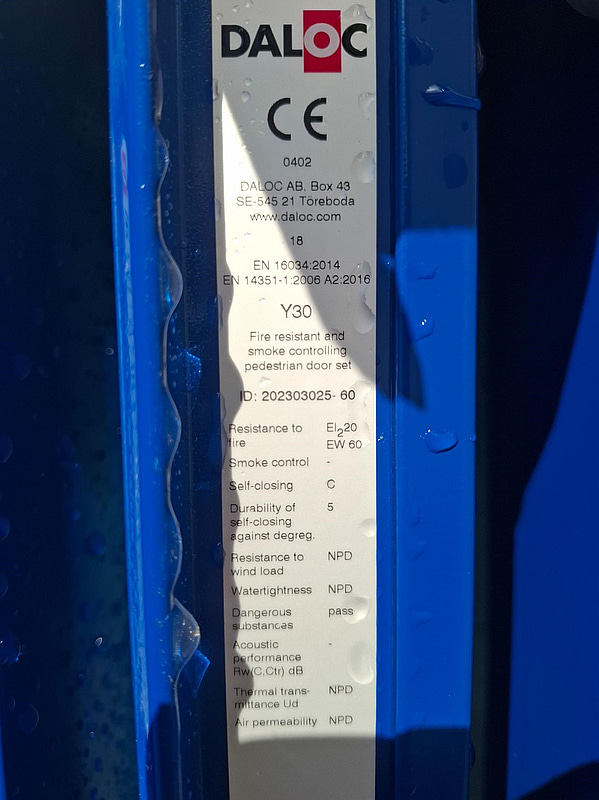 DALOC
CE
0402
DALOC AB, Box 43
SE-545 21 Töreboda
www.daloc.com
18
EN 16034:2014
EN 14351-1:2006 A2:2016
Y30
Fire resistant and
smoke controlling
pedestrian door set
ID: 202303025- 60
Resistance to EI₂20
fire EW 60
Smoke control -
Self-closing C
Durability of 5
self-closing
against degreg.
Resistance to NPD
wind load
Watertightness NPD
Dangerous pass
substances
Acoustic -
performance
Rw(C,Ctr) dB
Thermal trans- NPD
mittance Ud
Air permeability NPD